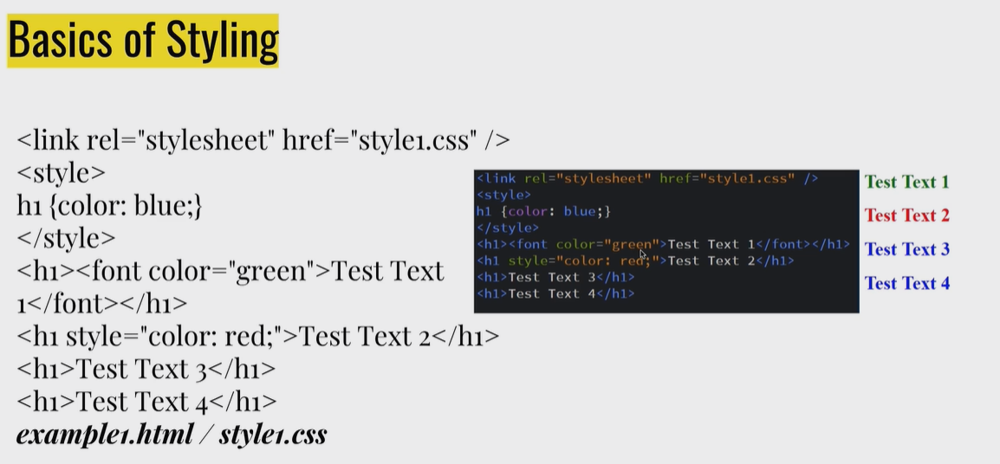 Basics of Styling
<link rel="stylesheet" href="style1.css" />
<style>
h1 {color: blue;}
</style>
<h1><font color="green">Test Text
1</font></h1>
<h1 style="color: red;">Test Text 2</h1>
<h1>Test Text 3</h1>
<h1>Test Text 4</h1>
example1.html / style1.css
<link rel="stylesheet" href="style1.css" />
<style>
h1 {color: blue;}
</style>
<h1><font color="green">Test Text 1</font></h1>
<h1 style="color: red;">Test Text 2</h1>
<h1>Test Text 3</h1>
<h1>Test Text 4</h1>
Test Text 1
Test Text 2
Test Text 3
Test Text 4